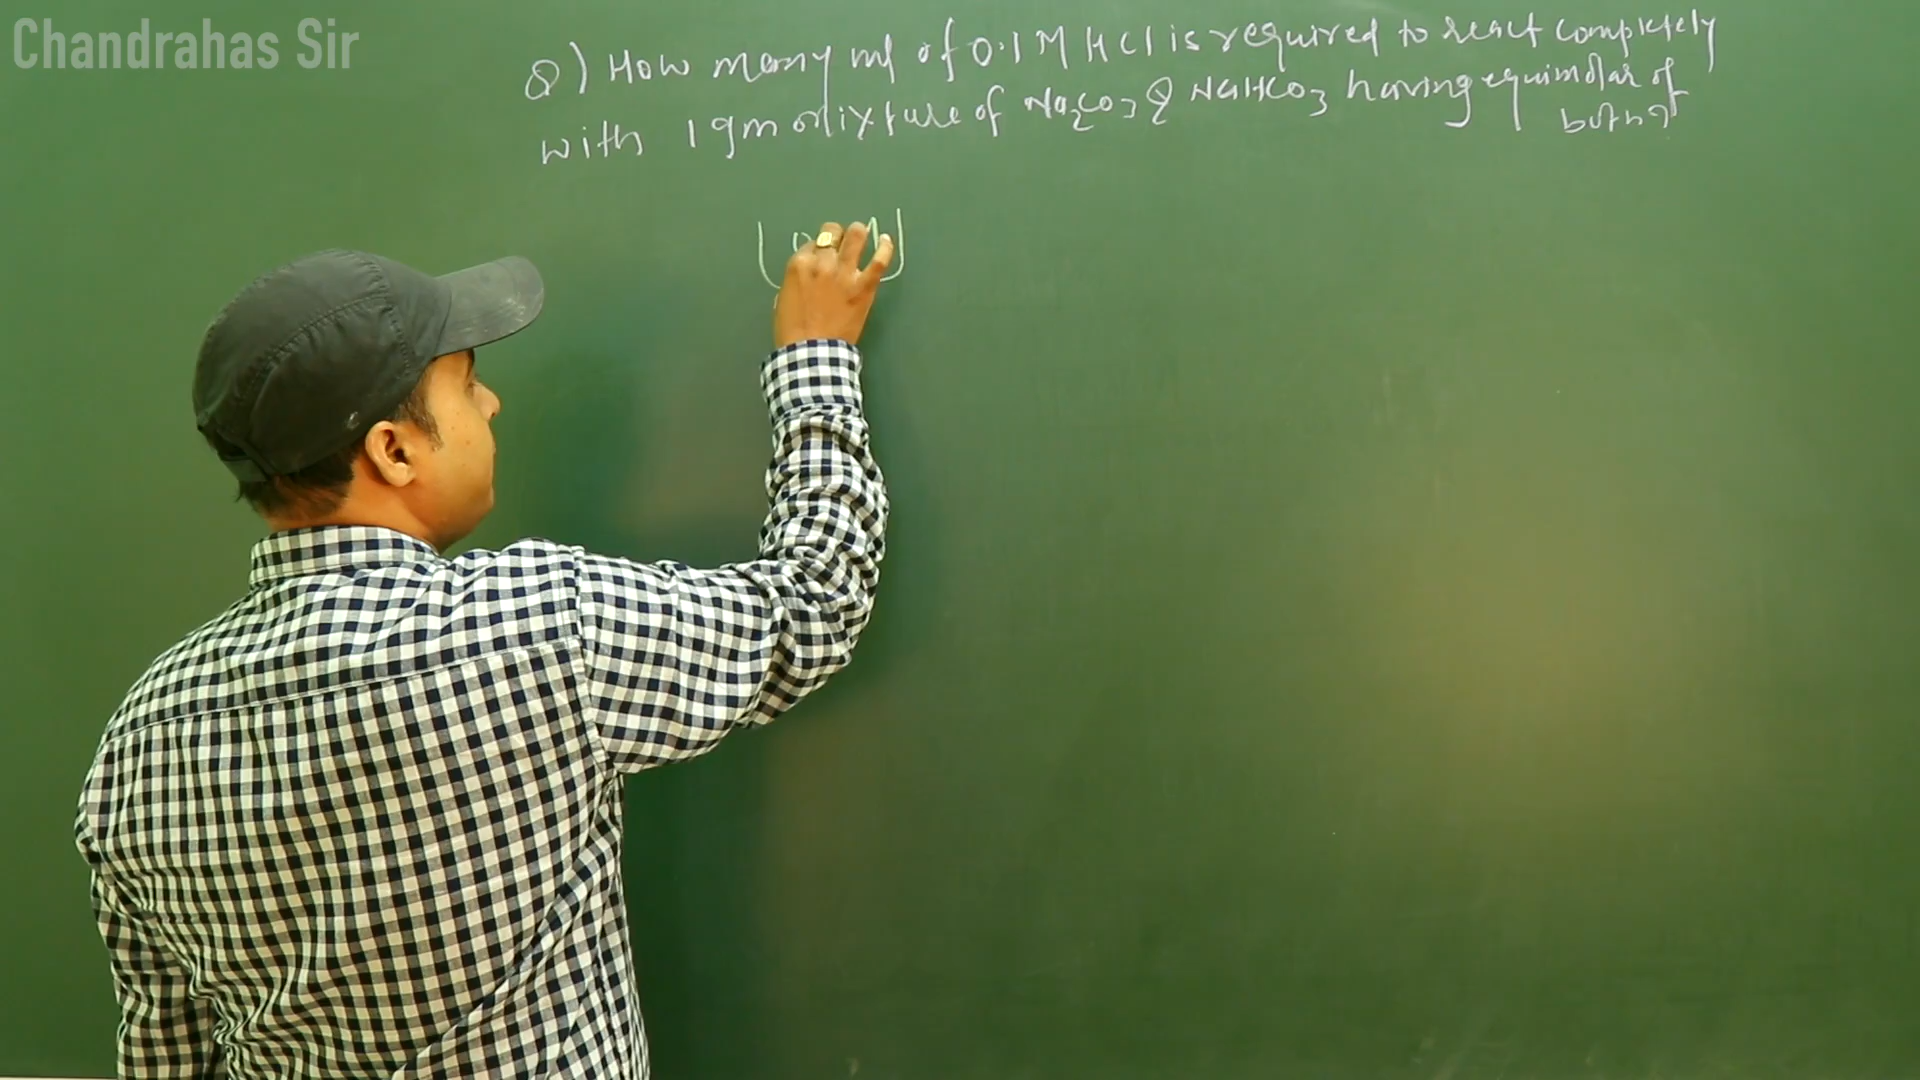 Chandrahas Sir
Q) How many ml of 0.1 M HCl is required to react completely
with 1 gm mixture of Na₂CO₃ & NaHCO₃ having equimolar of
both?